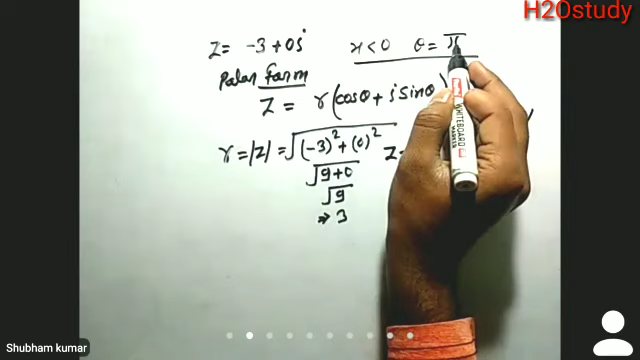 H2Ostudy
Z = -3 + 0i x < 0 θ = π
Polar Form
Z = r (cosθ + i sinθ
r = |Z| = √(-3)² + (0)² Z =
√9+0
√9
⇒ 3
Shubham kumar